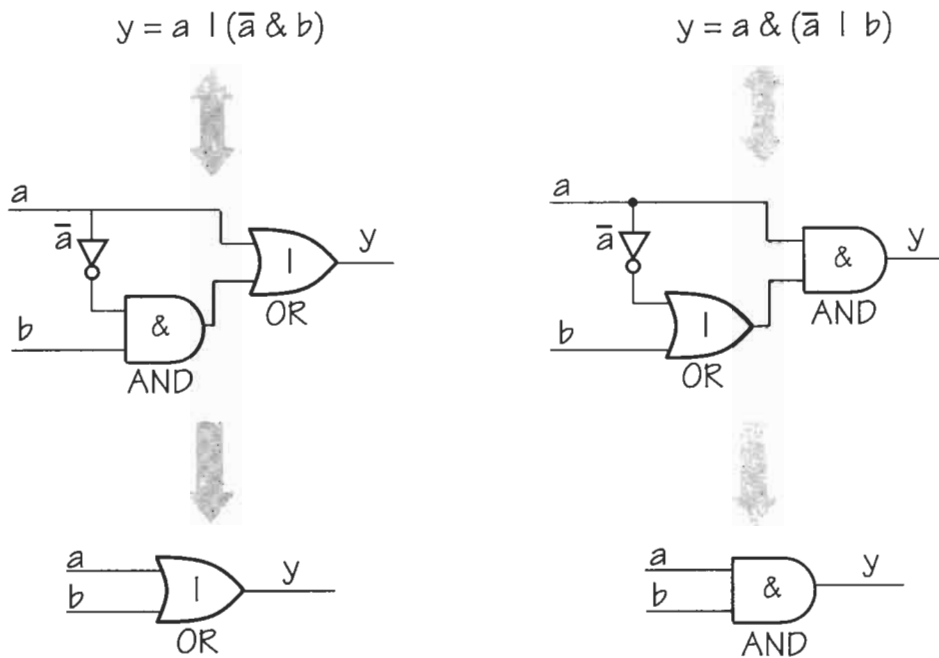 y = a | (a̅ & b)
a
a̅
b
&
AND
|
OR
y
a
b
|
OR
y
y = a & (a̅ | b)
a
a̅
b
|
OR
&
AND
y
a
b
&
AND
y